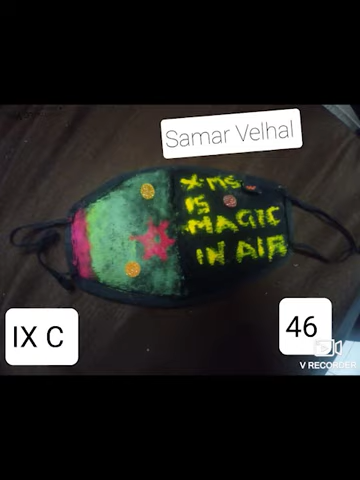 Samar Velhal
X-MS
IS
MAGIC
IN AIR
IX C
46
V RECORDER